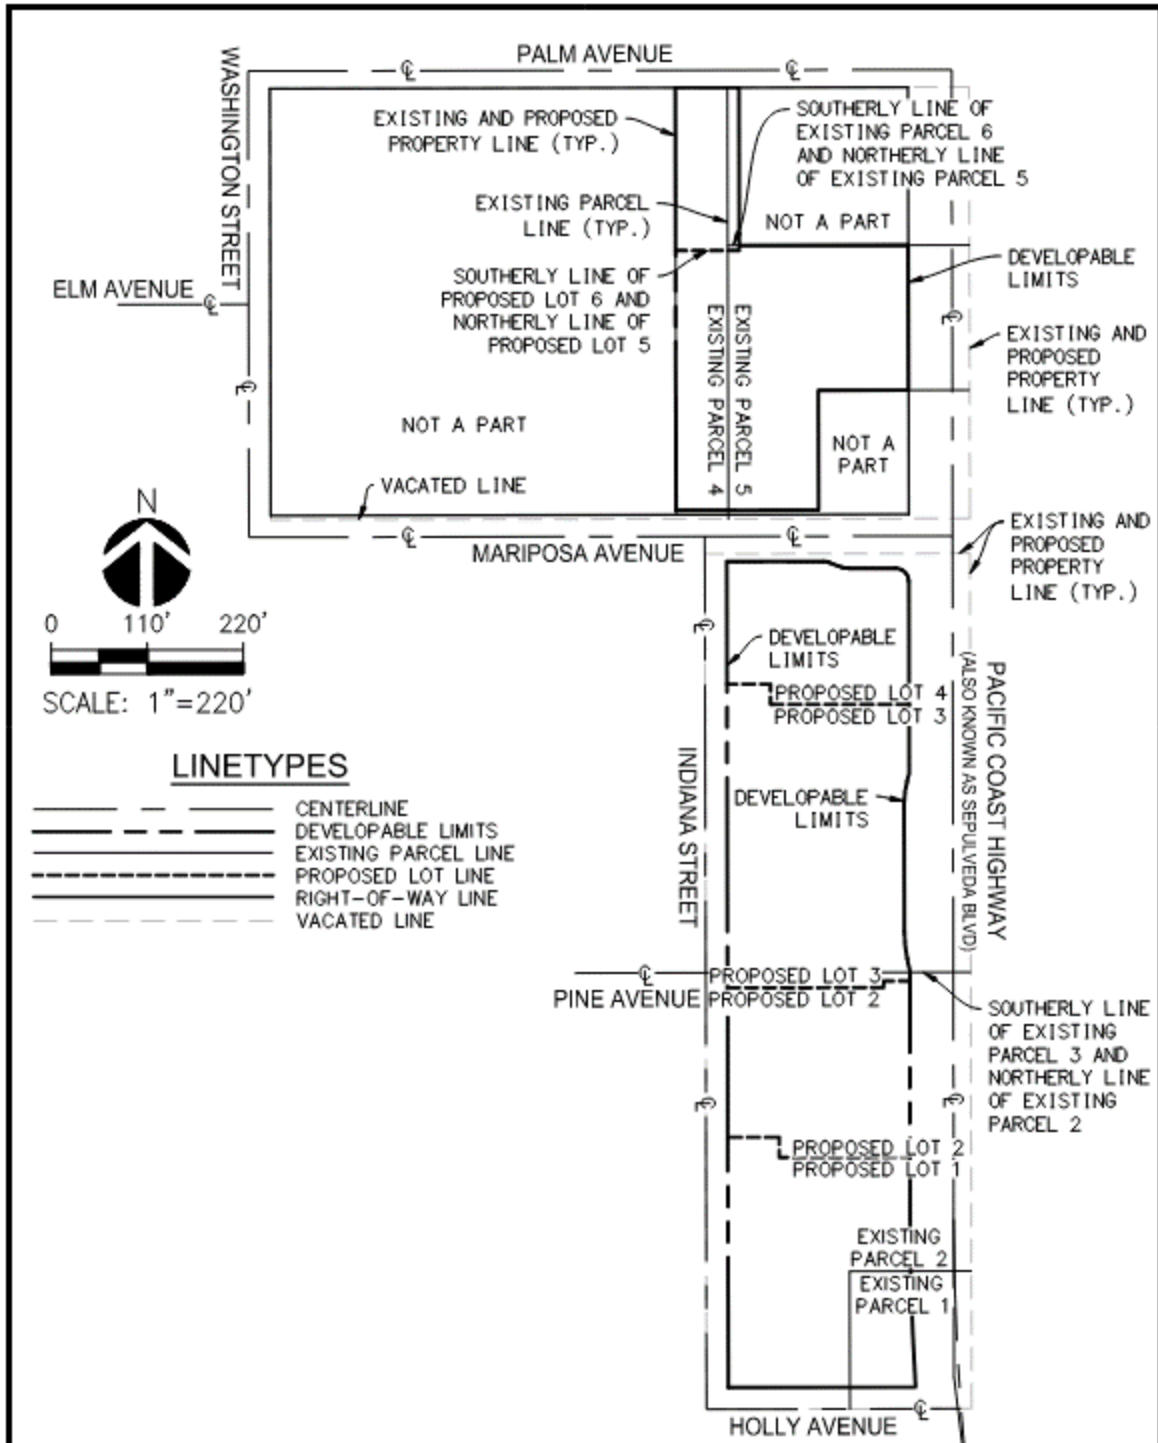 PALM AVENUE
WASHINGTON STREET
EXISTING AND PROPOSED
PROPERTY LINE (TYP.)
SOUTHERLY LINE OF
EXISTING PARCEL 6
AND NORTHERLY LINE
OF EXISTING PARCEL 5
EXISTING PARCEL
LINE (TYP.)
NOT A PART
SOUTHERLY LINE OF
PROPOSED LOT 6 AND
NORTHERLY LINE OF
PROPOSED LOT 5
DEVELOPABLE
LIMITS
ELM AVENUE
EXISTING PARCEL 4
EXISTING PARCEL 5
EXISTING AND
PROPOSED
PROPERTY
LINE (TYP.)
NOT A PART
NOT A
PART
VACATED LINE
MARIPOSA AVENUE
EXISTING AND
PROPOSED
PROPERTY
LINE (TYP.)
N
0 110' 220'
SCALE: 1"=220'
DEVELOPABLE
LIMITS
PROPOSED LOT 4
PROPOSED LOT 3
PACIFIC COAST HIGHWAY
(ALSO KNOWN AS SEPULVEDA BLVD)
INDIANA STREET
DEVELOPABLE
LIMITS
LINETYPES
CENTERLINE
DEVELOPABLE LIMITS
EXISTING PARCEL LINE
PROPOSED LOT LINE
RIGHT-OF-WAY LINE
VACATED LINE
PROPOSED LOT 3
PINE AVENUE
PROPOSED LOT 2
SOUTHERLY LINE
OF EXISTING
PARCEL 3 AND
NORTHERLY LINE
OF EXISTING
PARCEL 2
PROPOSED LOT 2
PROPOSED LOT 1
EXISTING
PARCEL 2
EXISTING
PARCEL 1
HOLLY AVENUE